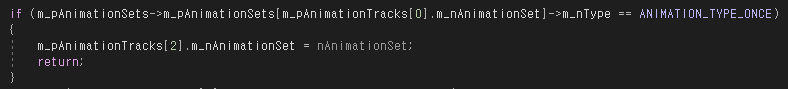 if (m_pAnimationSets->m_pAnimationSets[m_pAnimationTracks[0].m_nAnimationSet]->m_nType == ANIMATION_TYPE_ONCE)
{
m_pAnimationTracks[2].m_nAnimationSet = nAnimationSet;
return;
}